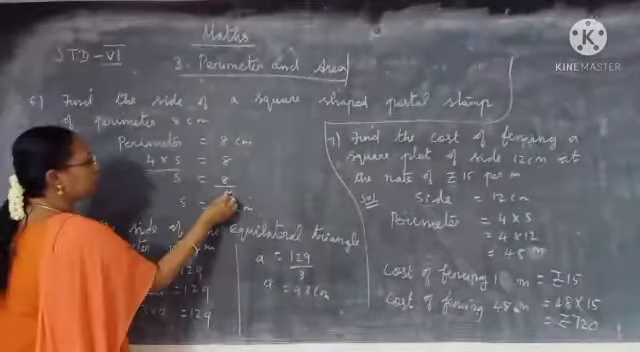 Maths
STD - VI
3. Perimeter and Area
6) Find the side of a square shaped postal stamp
of perimeter 8 cm
Perimeter = 8 cm
4 x s = 8
s = 8
s =
side of equilateral triangle
129
= 129
= 129
a = 129
3
a = 43 cm
7) Find the cost of fencing a
square plot of side 12 cm at
the rate of ₹ 15 per m
Sol
Side = 12 cm
Perimeter = 4 x s
= 4 x 12
= 48 m
Cost of fencing 1 m = ₹ 15
Cost of fencing 48 m = 48 x 15
= ₹ 720
KINEMASTER